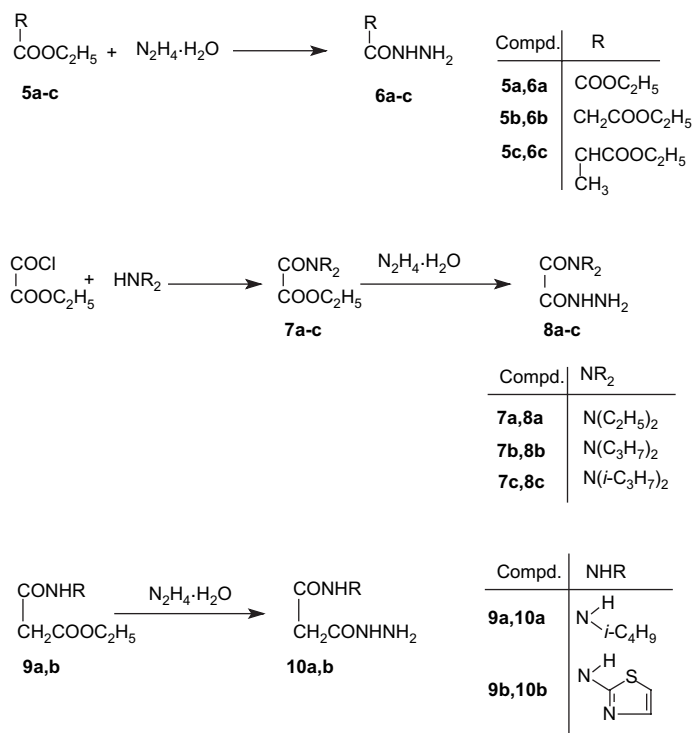 R
COOC2H5 + N2H4·H2O
5a-c
R
CONHNH2
6a-c
Compd. R
5a,6a COOC2H5
5b,6b CH2COOC2H5
5c,6c CHCOOC2H5
CH3
COCl
COOC2H5
+ HNR2
CONR2
COOC2H5
7a-c
N2H4·H2O
CONR2
CONHNH2
8a-c
Compd. NR2
7a,8a N(C2H5)2
7b,8b N(C3H7)2
7c,8c N(i-C3H7)2
CONHR
CH2COOC2H5
9a,b
N2H4·H2O
CONHR
CH2CONHNH2
10a,b
Compd. NHR
9a,10a N H i-C4H9
9b,10b N H S N